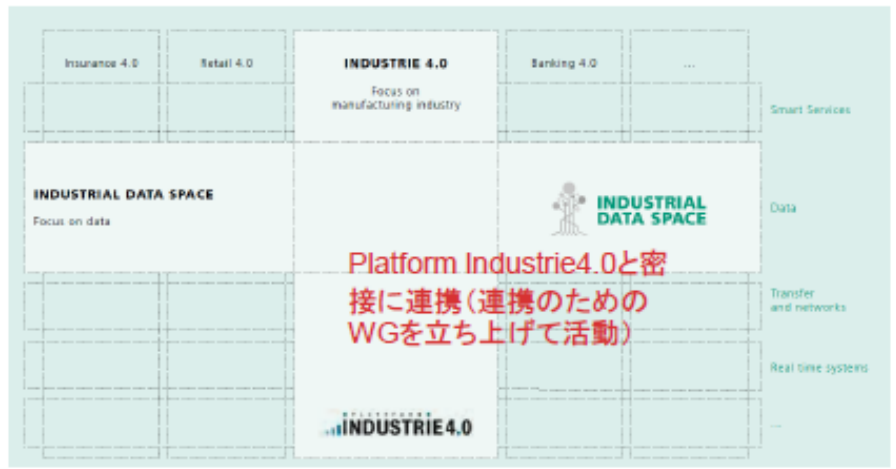 Insurance 4.0
Retail 4.0
INDUSTRIE 4.0
Banking 4.0
...
Focus on
manufacturing industry
Smart Services
INDUSTRIAL DATA SPACE
Focus on data
INDUSTRIAL
DATA SPACE
Data
Platform Industrie4.0と密
接に連携(連携のための
WGを立ち上げて活動)
Transfer
and networks
Real time systems
...
PLATTFORM
INDUSTRIE4.0